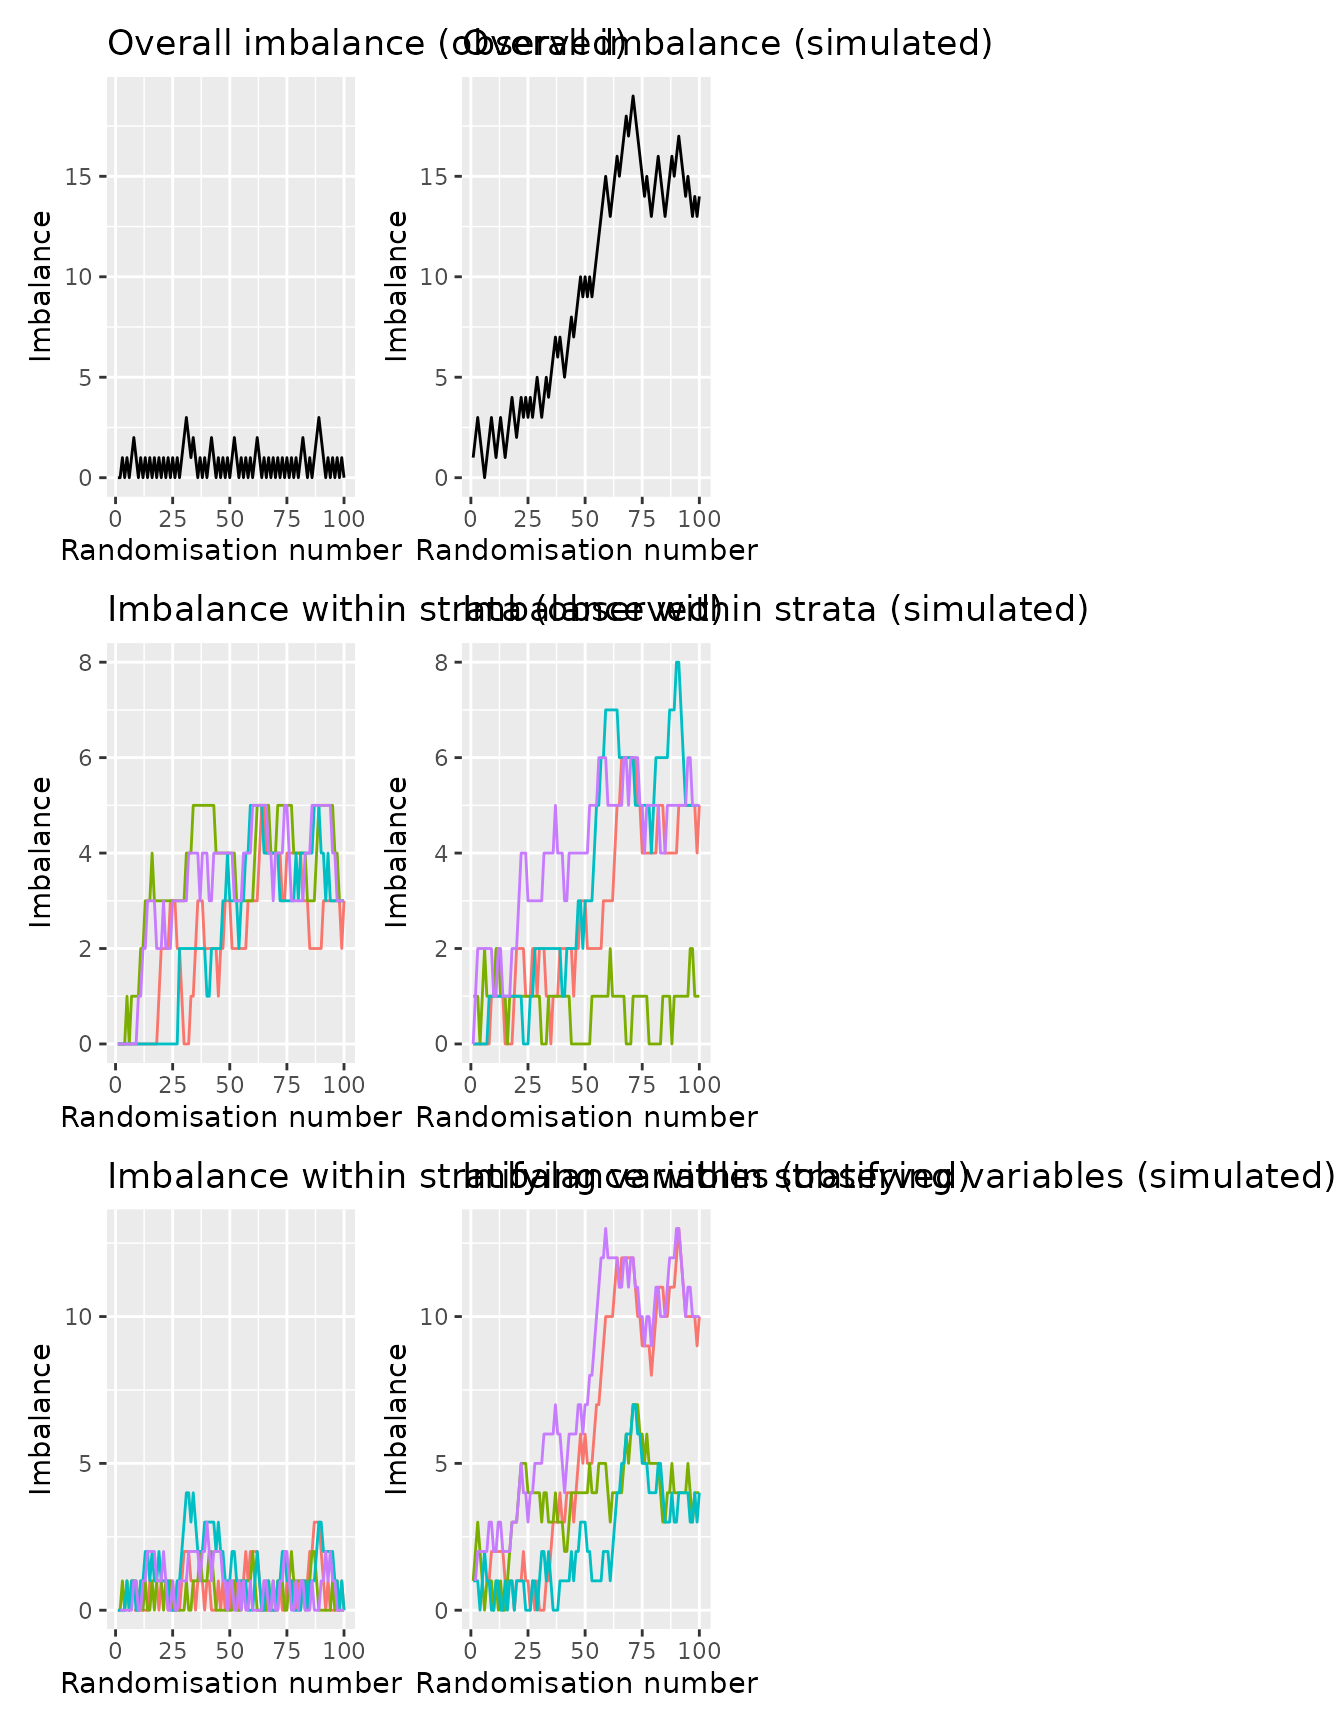 Overall imbalance (observed)
Overall imbalance (simulated)
Imbalance
15
10
5
0
0 25 50 75 100
Randomisation number
Imbalance
15
10
5
0
0 25 50 75 100
Randomisation number
Imbalance within strata (observed)
Imbalance within strata (simulated)
Imbalance
8
6
4
2
0
0 25 50 75 100
Randomisation number
Imbalance
8
6
4
2
0
0 25 50 75 100
Randomisation number
Imbalance within stratifying variables (observed)
Imbalance within stratifying variables (simulated)
Imbalance
10
5
0
0 25 50 75 100
Randomisation number
Imbalance
10
5
0
0 25 50 75 100
Randomisation number